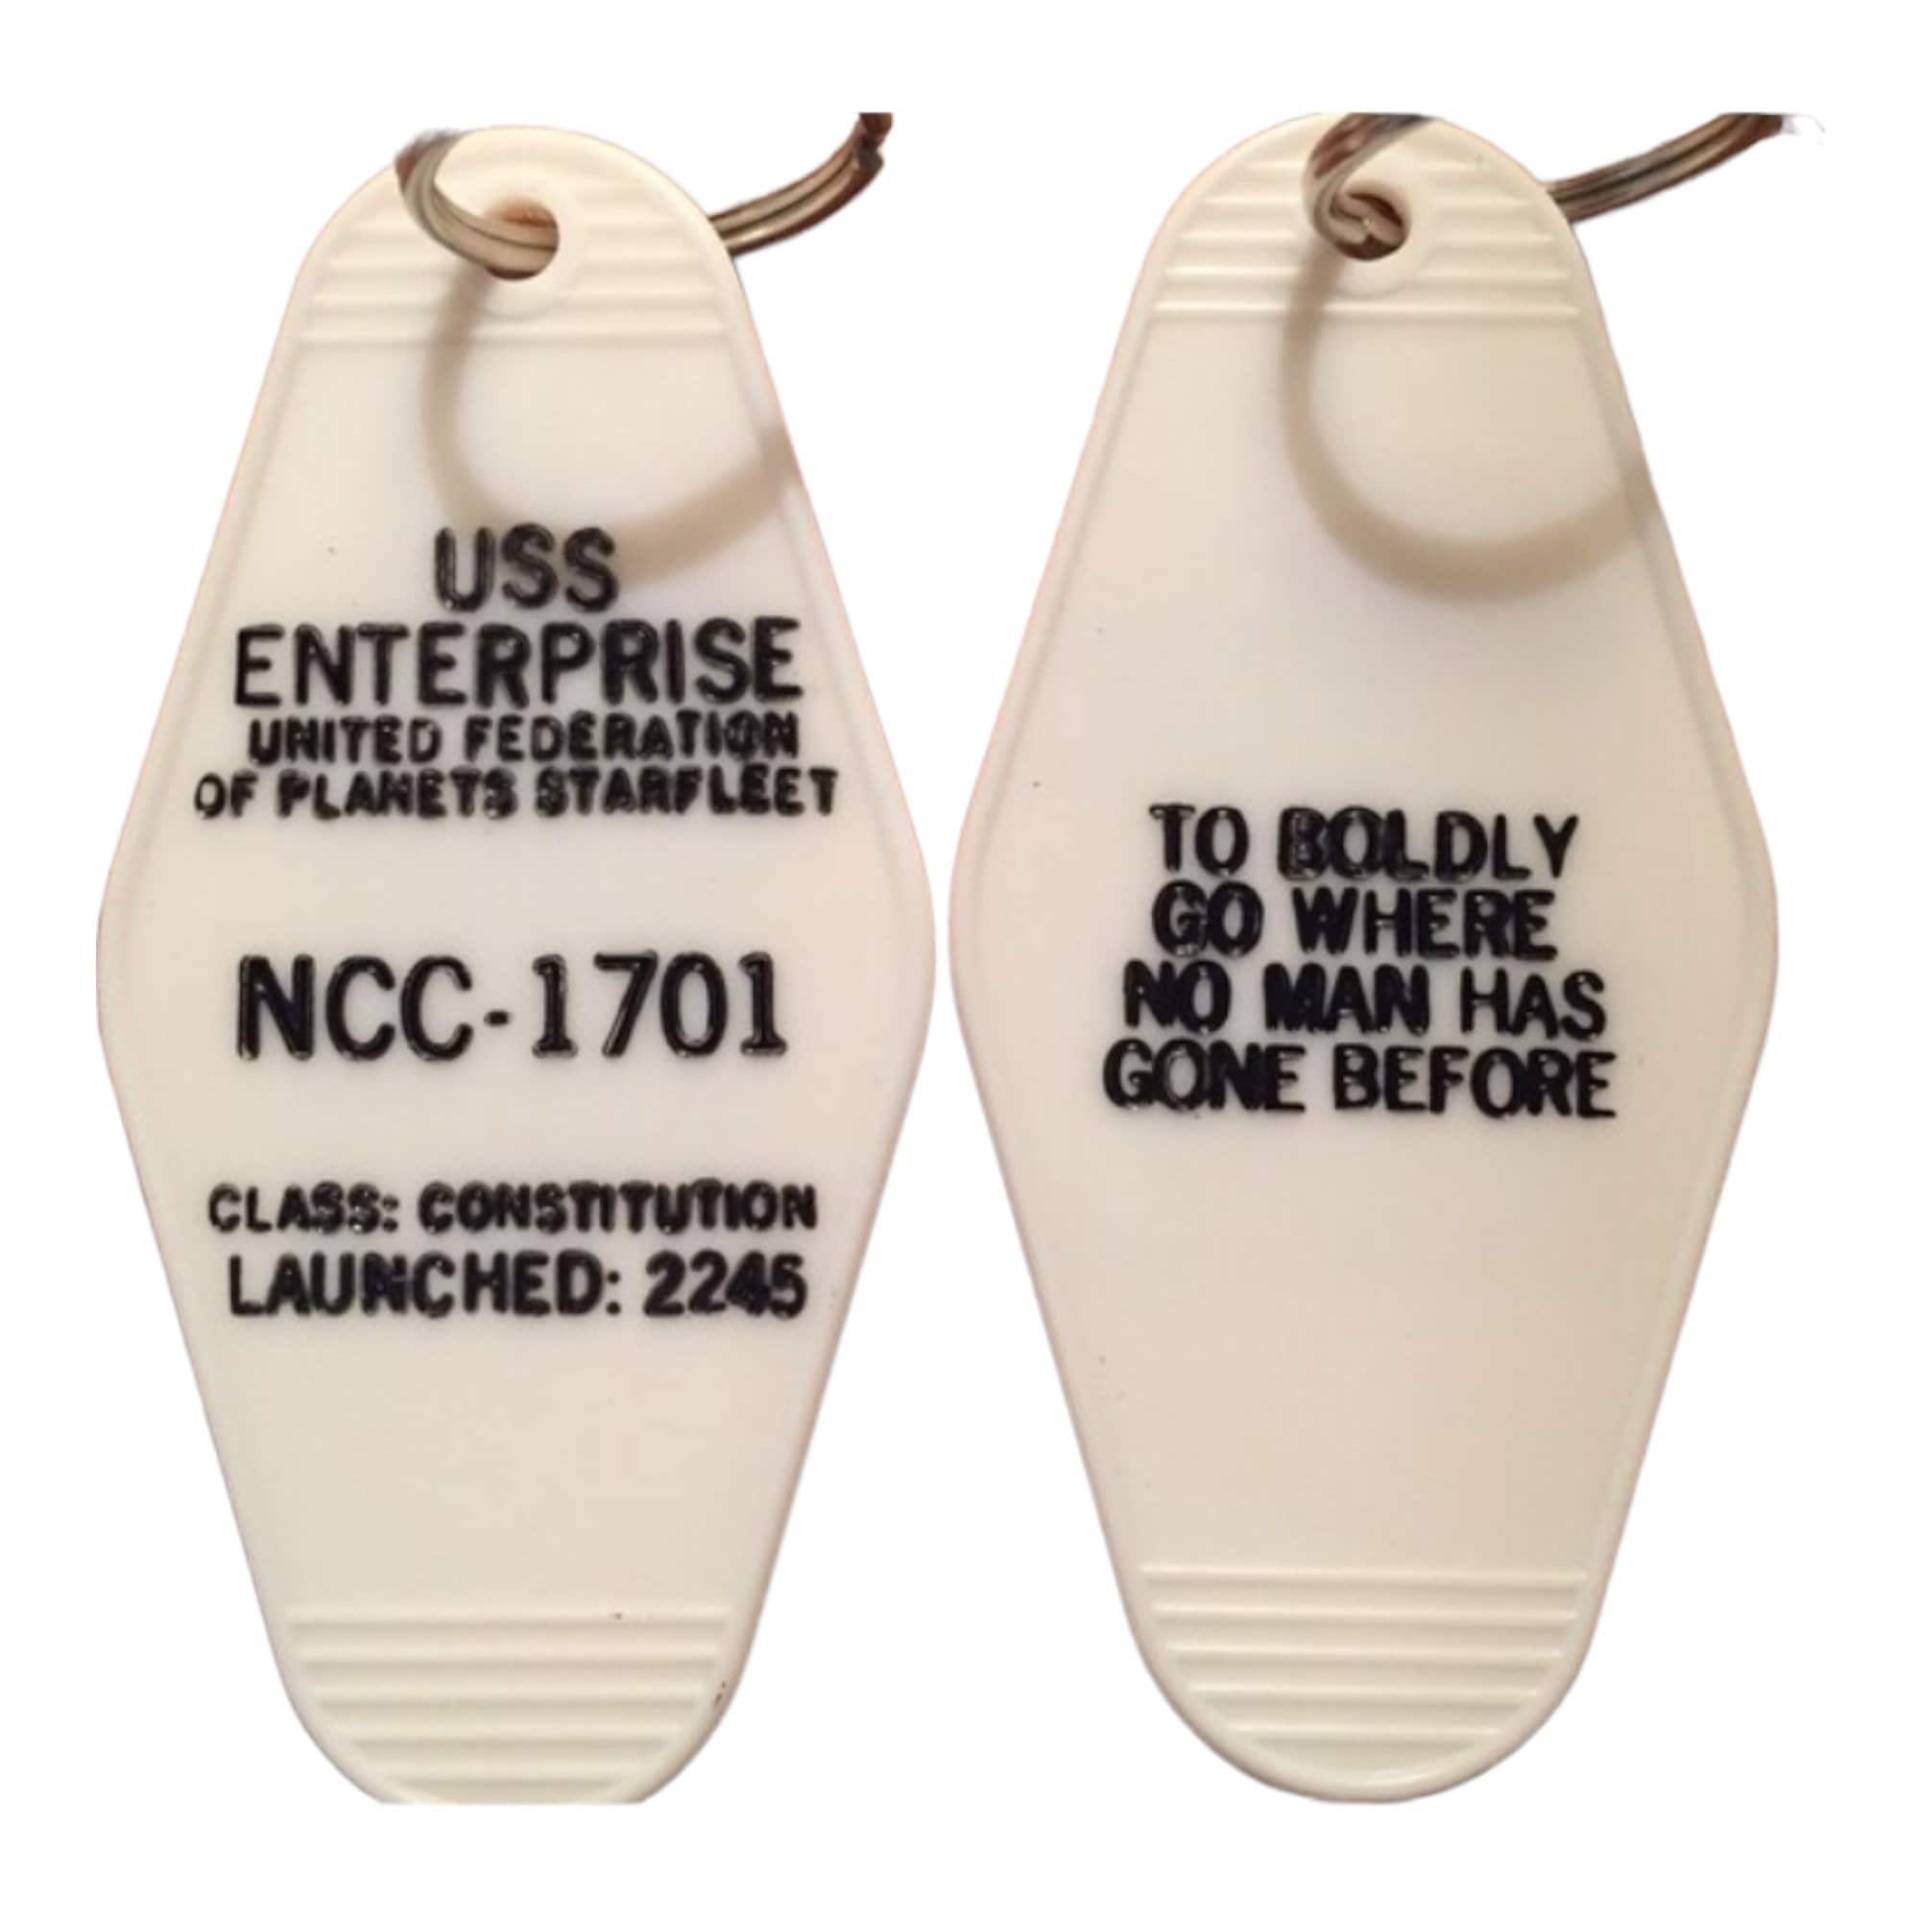 USS
ENTERPRISE
UNITED FEDERATION
OF PLANETS STARFLEET
NCC-1701
CLASS: CONSTITUTION
LAUNCHED: 2245
TO BOLDLY
GO WHERE
NO MAN HAS
GONE BEFORE